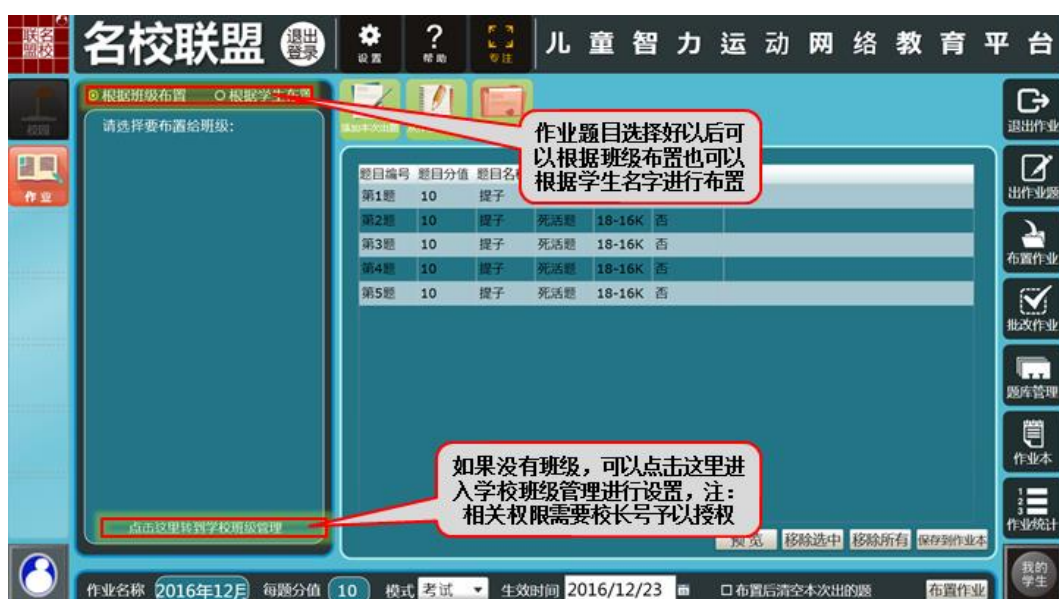 联名
盟校
名校联盟 退出登录 设置 ? 帮助 专注 儿童智力运动网络教育平台
校园
作业
根据班级布置 根据学生布置
请选择要布置给班级:
点击这里转到学校班级管理
作业题目选择好以后可
以根据班级布置也可以
根据学生名字进行布置
题目编号 题目分值
第1题 10 提子
第2题 10 提子 死活题 18-16K 否
第3题 10 提子 死活题 18-16K 否
第4题 10 提子 死活题 18-16K 否
第5题 10 提子 死活题 18-16K 否
如果没有班级，可以点击这里进
入学校班级管理进行设置，注：
相关权限需要校长号予以授权
预览 移除选中 移除所有 保存到作业本
退出作业
出作业题
布置作业
批改作业
题库管理
作业本
作业统计
我的
学生
作业名称 2016年12月 每题分值 10 模式 考试 生效时间 2016/12/23 布置后清空本次出的题 布置作业